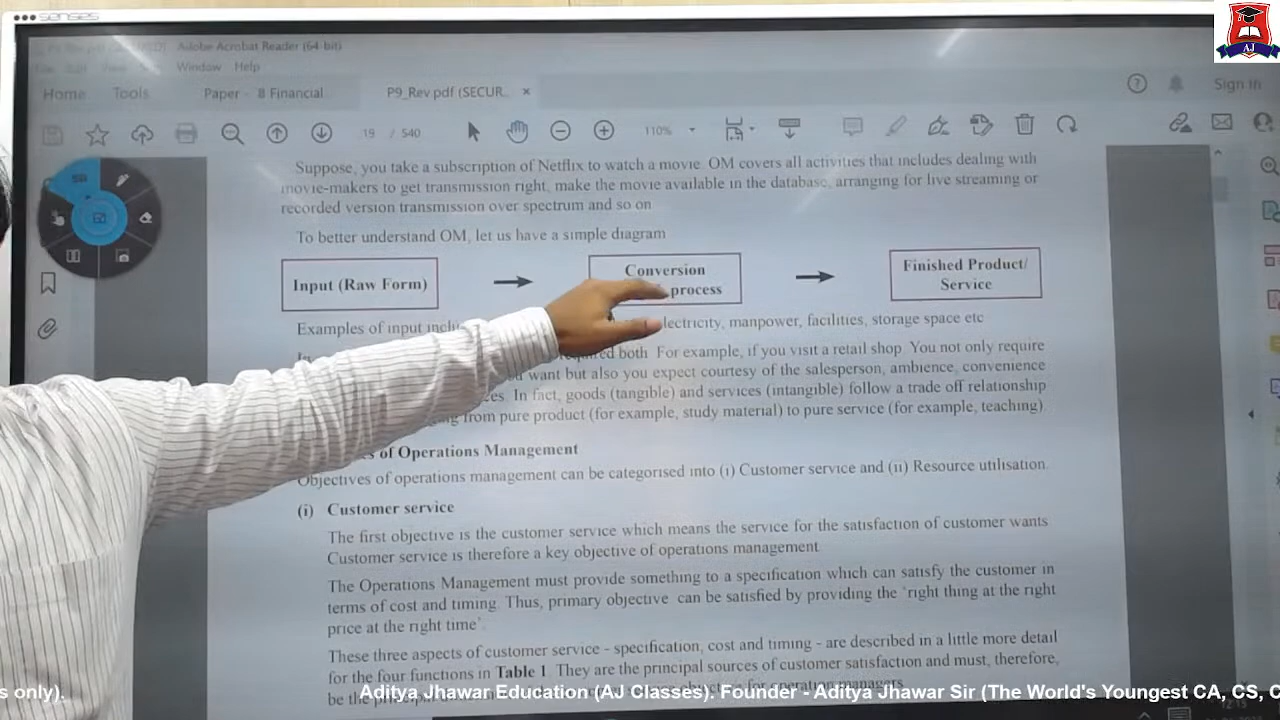 senses
Adobe Acrobat Reader (64-bit)
Window Help
Home Tools Paper - 8 Financial P9_Rev.pdf (SECUR... × Sign In
19 / 540 110%
Suppose, you take a subscription of Netflix to watch a movie. OM covers all activities that includes dealing with
movie-makers to get transmission right, make the movie available in the database, arranging for live streaming or
recorded version transmission over spectrum and so on
To better understand OM, let us have a simple diagram
Input (Raw Form)
Conversion
process
Finished Product/
Service
Examples of input electricity, manpower, facilities, storage space etc
required both For example, if you visit a retail shop. You not only require
want but also you expect courtesy of the salesperson, ambience, convenience
In fact, goods (tangible) and services (intangible) follow a trade off relationship
from pure product (for example, study material) to pure service (for example, teaching).
of Operations Management
Objectives of operations management can be categorised into (i) Customer service and (ii) Resource utilisation.
(i) Customer service
The first objective is the customer service which means the service for the satisfaction of customer wants
Customer service is therefore a key objective of operations management
The Operations Management must provide something to a specification which can satisfy the customer in
terms of cost and timing. Thus, primary objective can be satisfied by providing the 'right thing at the right
price at the right time'.
These three aspects of customer service - specification, cost and timing - are described in a little more detail
for the four functions in Table 1. They are the principal sources of customer satisfaction and must, therefore,
be the
s only). Aditya Jhawar Education (AJ Classes). Founder - Aditya Jhawar Sir (The World's Youngest CA, CS, C
AJ